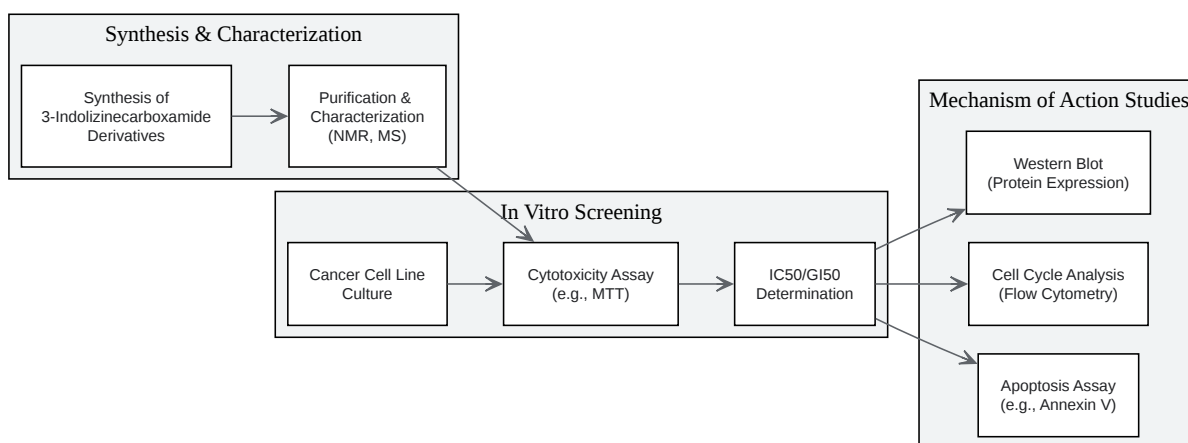 Synthesis & Characterization
Synthesis of
3-Indolizinecarboxamide
Derivatives
Purification &
Characterization
(NMR, MS)
In Vitro Screening
Cancer Cell Line
Culture
Cytotoxicity Assay
(e.g., MTT)
IC50/GI50
Determination
Mechanism of Action Studies
Western Blot
(Protein Expression)
Cell Cycle Analysis
(Flow Cytometry)
Apoptosis Assay
(e.g., Annexin V)